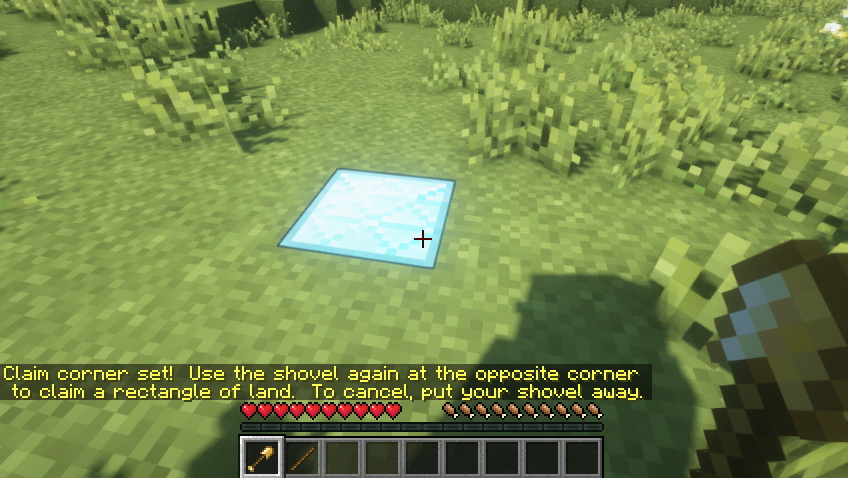 Claim corner set!  Use the shovel again at the opposite corner
to claim a rectangle of land.  To cancel, put your shovel away.